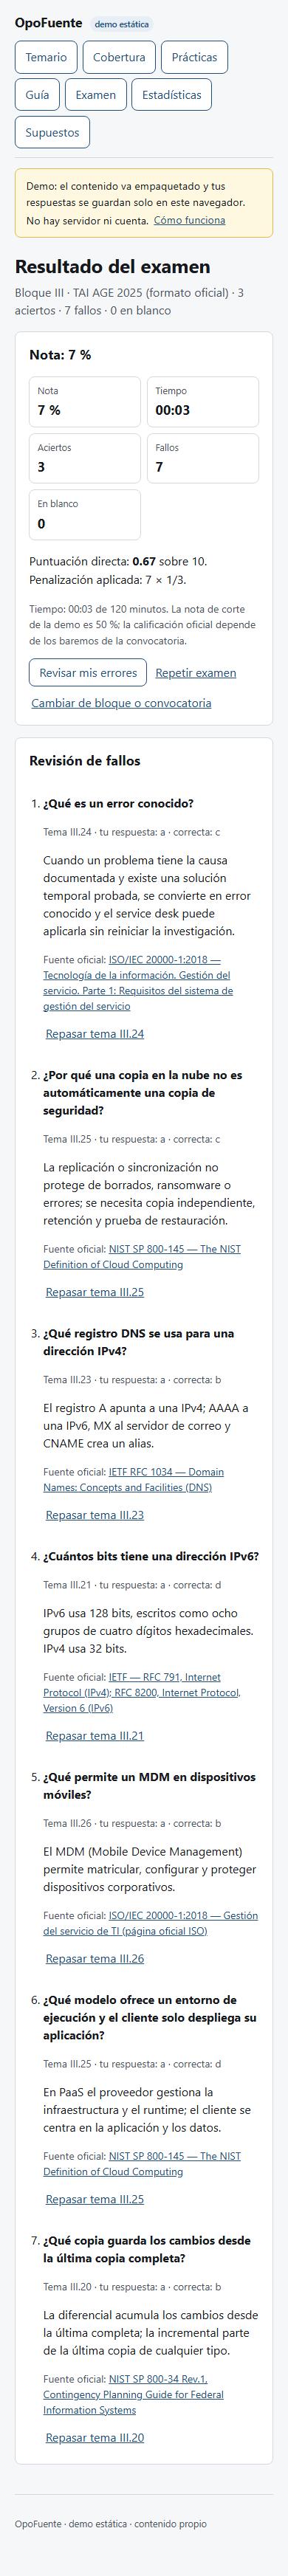 OpoFuente demo estática
Temario Cobertura Prácticas
Guía Examen Estadísticas
Supuestos
Demo: el contenido va empaquetado y tus
respuestas se guardan solo en este navegador.
No hay servidor ni cuenta. Cómo funciona
Resultado del examen
Bloque III · TAI AGE 2025 (formato oficial) · 3
aciertos · 7 fallos · 0 en blanco
Nota: 7 %
Nota Tiempo
7 % 00:03
Aciertos Fallos
3 7
En blanco
0
Puntuación directa: 0.67 sobre 10.
Penalización aplicada: 7 × 1/3.
Tiempo: 00:03 de 120 minutos. La nota de corte
de la demo es 50 %; la calificación oficial depende
de los baremos de la convocatoria.
Revisar mis errores Repetir examen
Cambiar de bloque o convocatoria
Revisión de fallos
1. ¿Qué es un error conocido?
Tema III.24 · tu respuesta: a · correcta: c
Cuando un problema tiene la causa
documentada y existe una solución
temporal probada, se convierte en error
conocido y el service desk puede
aplicarla sin reiniciar la investigación.
Fuente oficial: ISO/IEC 20000-1:2018 —
Tecnología de la información. Gestión del
servicio. Parte 1: Requisitos del sistema de
gestión del servicio
Repasar tema III.24
2. ¿Por qué una copia en la nube no es
automáticamente una copia de
seguridad?
Tema III.25 · tu respuesta: a · correcta: c
La replicación o sincronización no
protege de borrados, ransomware o
errores; se necesita copia independiente,
retención y prueba de restauración.
Fuente oficial: NIST SP 800-145 — The NIST
Definition of Cloud Computing
Repasar tema III.25
3. ¿Qué registro DNS se usa para una
dirección IPv4?
Tema III.23 · tu respuesta: a · correcta: b
El registro A apunta a una IPv4; AAAA a
una IPv6, MX al servidor de correo y
CNAME crea un alias.
Fuente oficial: IETF RFC 1034 — Domain
Names: Concepts and Facilities (DNS)
Repasar tema III.23
4. ¿Cuántos bits tiene una dirección IPv6?
Tema III.21 · tu respuesta: a · correcta: d
IPv6 usa 128 bits, escritos como ocho
grupos de cuatro dígitos hexadecimales.
IPv4 usa 32 bits.
Fuente oficial: IETF — RFC 791, Internet
Protocol (IPv4); RFC 8200, Internet Protocol,
Version 6 (IPv6)
Repasar tema III.21
5. ¿Qué permite un MDM en dispositivos
móviles?
Tema III.26 · tu respuesta: a · correcta: b
El MDM (Mobile Device Management)
permite matricular, configurar y proteger
dispositivos corporativos.
Fuente oficial: ISO/IEC 20000-1:2018 — Gestión
del servicio de TI (página oficial ISO)
Repasar tema III.26
6. ¿Qué modelo ofrece un entorno de
ejecución y el cliente solo despliega su
aplicación?
Tema III.25 · tu respuesta: a · correcta: d
En PaaS el proveedor gestiona la
infraestructura y el runtime; el cliente se
centra en la aplicación y los datos.
Fuente oficial: NIST SP 800-145 — The NIST
Definition of Cloud Computing
Repasar tema III.25
7. ¿Qué copia guarda los cambios desde
la última copia completa?
Tema III.20 · tu respuesta: a · correcta: b
La diferencial acumula los cambios desde
la última completa; la incremental parte
de la última copia de cualquier tipo.
Fuente oficial: NIST SP 800-34 Rev.1,
Contingency Planning Guide for Federal
Information Systems
Repasar tema III.20
OpoFuente · demo estática · contenido propio